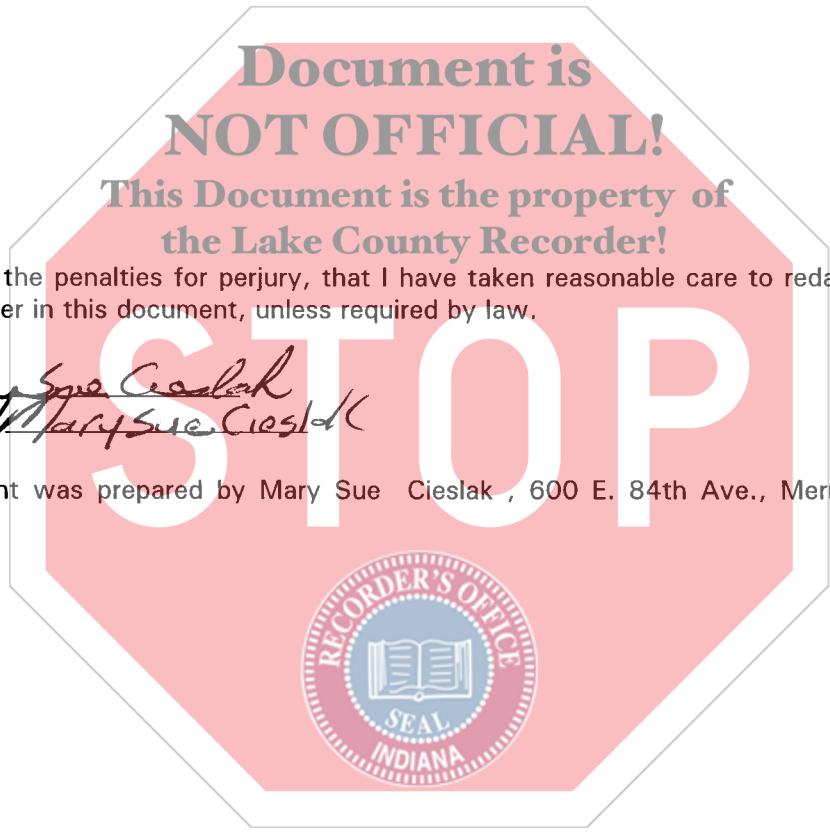 Document is
NOT OFFICIAL!
This Document is the property of
the Lake County Recorder!
the penalties for perjury, that I have taken reasonable care to reda
er in this document, unless required by law.
Sue Cieslak
Mary Sue Cieslak
STOP
nt was prepared by Mary Sue Cieslak , 600 E. 84th Ave., Merr
RECORDER'S OFFICE
SEAL
INDIANA